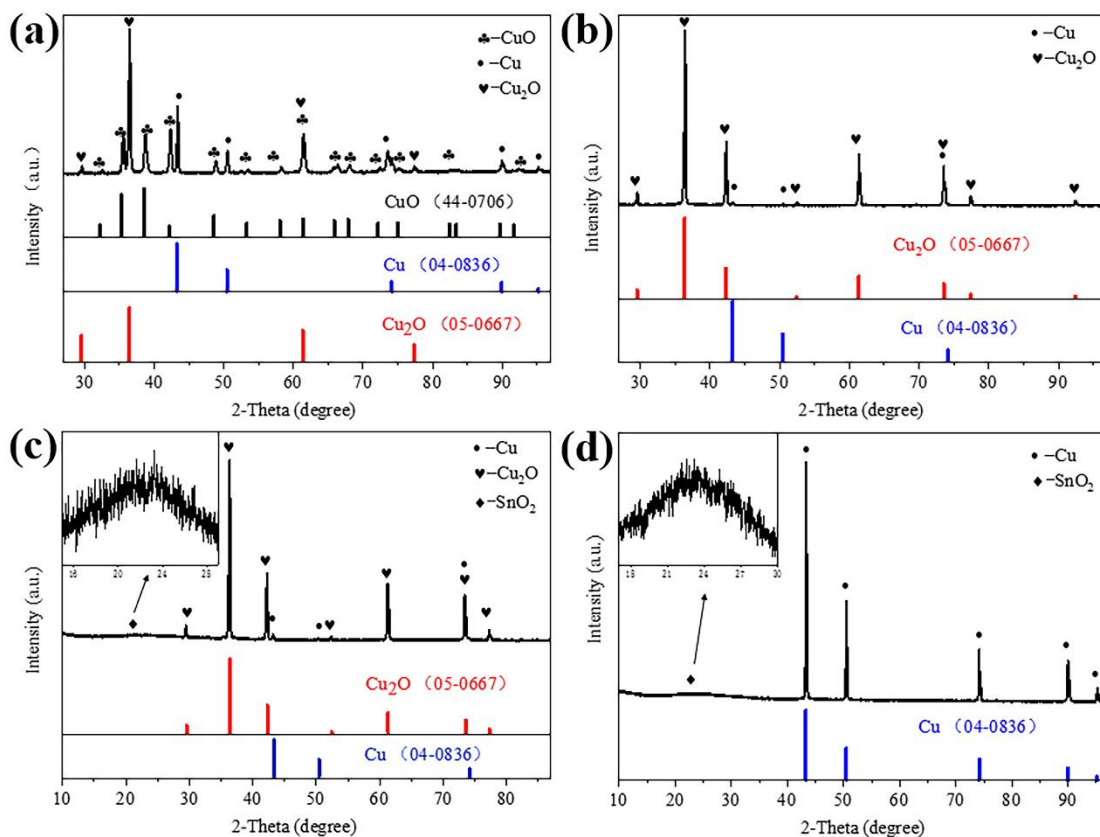 (a)
♣–CuO
•–Cu
♥–Cu2O
CuO (44-0706)
Cu (04-0836)
Cu2O (05-0667)
Intensity (a.u.)
30 40 50 60 70 80 90
2-Theta (degree)
(b)
•–Cu
♥–Cu2O
Cu2O (05-0667)
Cu (04-0836)
Intensity (a.u.)
30 40 50 60 70 80 90
2-Theta (degree)
(c)
•–Cu
♥–Cu2O
♦–SnO2
16 20 24 28
Cu2O (05-0667)
Cu (04-0836)
Intensity (a.u.)
10 20 30 40 50 60 70 80
2-Theta (degree)
(d)
•–Cu
♦–SnO2
18 21 24 27 30
Cu (04-0836)
Intensity (a.u.)
10 20 30 40 50 60 70 80 90
2-Theta (degree)